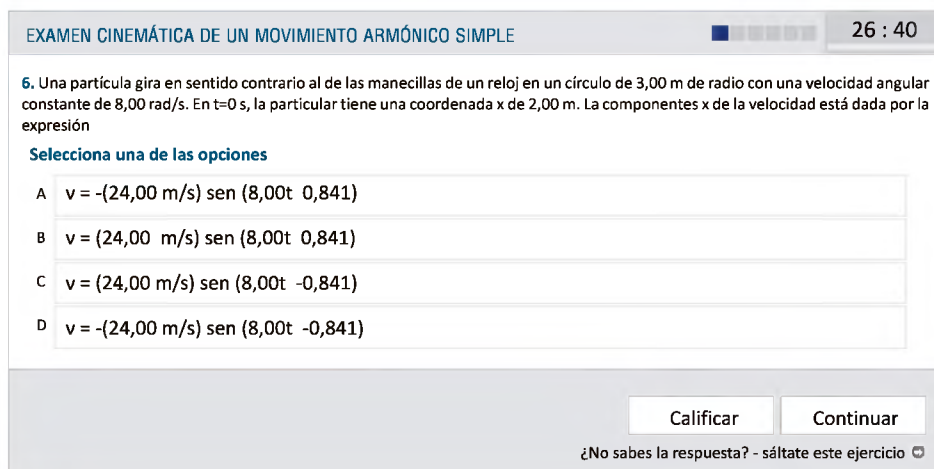 EXAMEN CINEMÁTICA DE UN MOVIMIENTO ARMÓNICO SIMPLE
26 : 40
6. Una partícula gira en sentido contrario al de las manecillas de un reloj en un círculo de 3,00 m de radio con una velocidad angular
constante de 8,00 rad/s. En t=0 s, la particular tiene una coordenada x de 2,00 m. La componentes x de la velocidad está dada por la
expresión
Selecciona una de las opciones
A v = -(24,00 m/s) sen (8,00t 0,841)
B v = (24,00 m/s) sen (8,00t 0,841)
C v = (24,00 m/s) sen (8,00t -0,841)
D v = -(24,00 m/s) sen (8,00t -0,841)
Calificar
Continuar
¿No sabes la respuesta? - sáltate este ejercicio